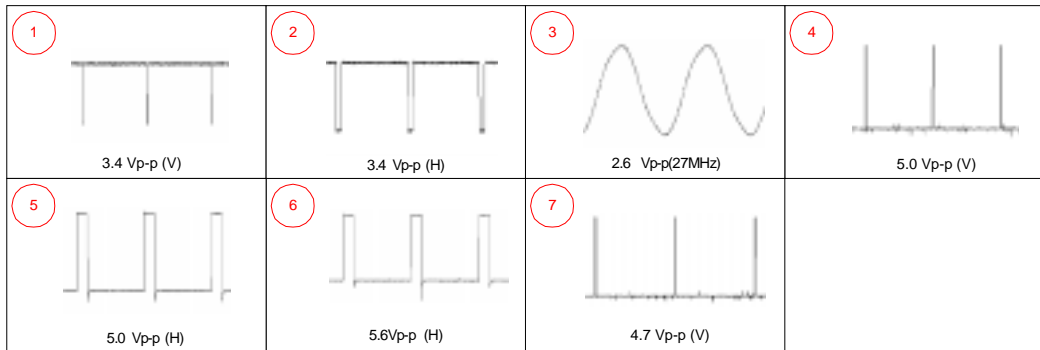 1
2
3
4
3.4 Vp-p (V)
3.4 Vp-p (H)
2.6 Vp-p(27MHz)
5.0 Vp-p (V)
5
6
7
5.0 Vp-p (H)
5.6Vp-p (H)
4.7 Vp-p (V)